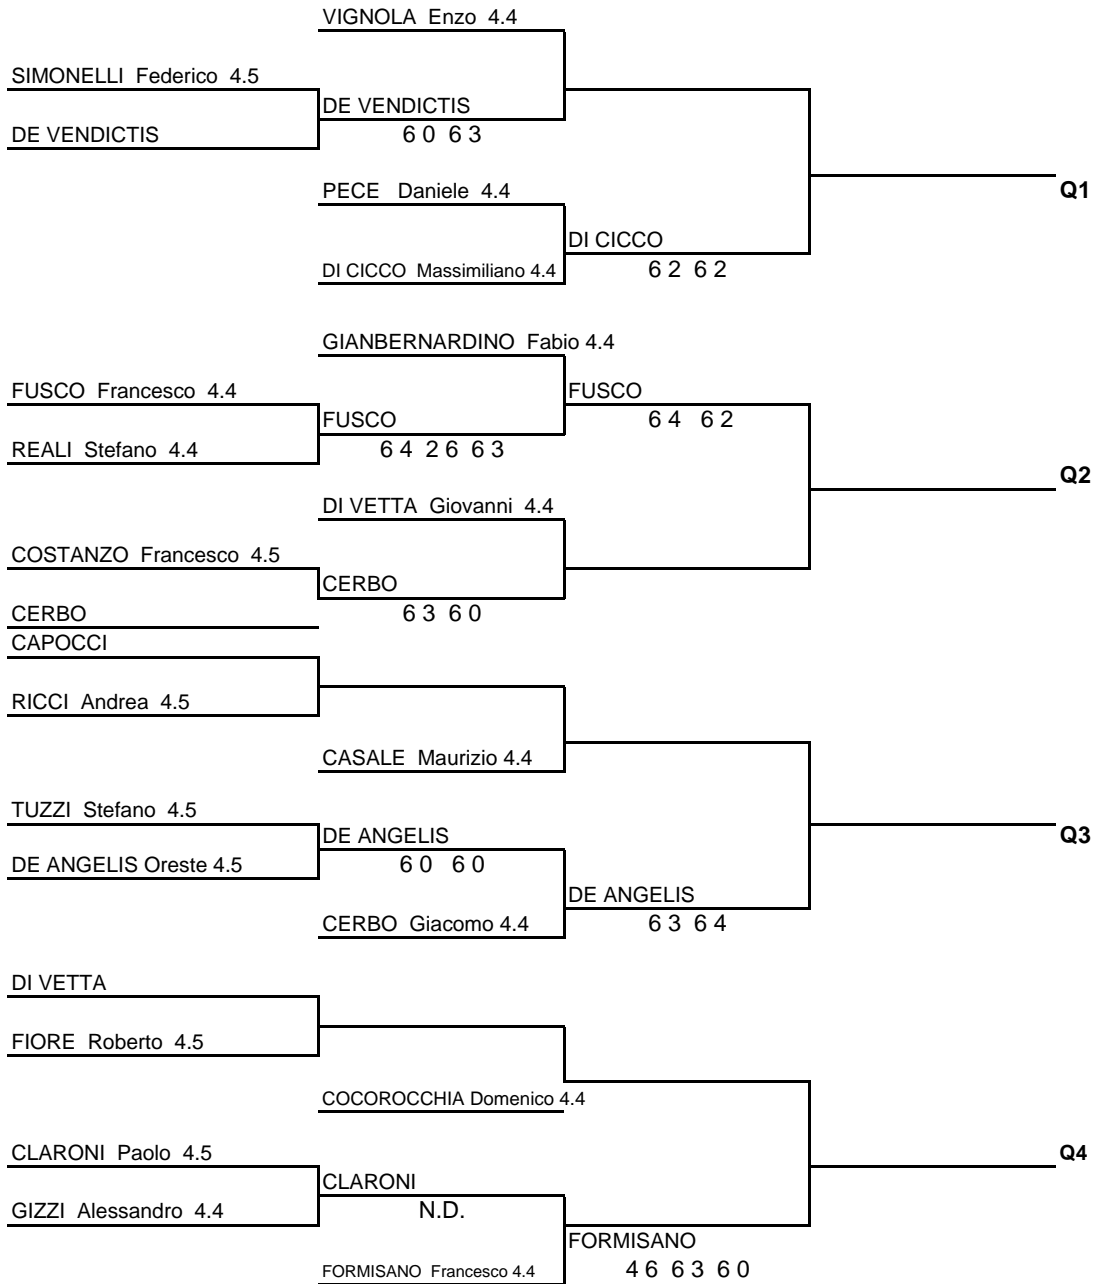 VIGNOLA Enzo 4.4
SIMONELLI Federico 4.5
DE VENDICTIS
DE VENDICTIS
6 0 6 3
PECE Daniele 4.4
Q1
DI CICCO
DI CICCO Massimiliano 4.4
6 2 6 2
GIANBERNARDINO Fabio 4.4
FUSCO Francesco 4.4
FUSCO
FUSCO
6 4 6 2
REALI Stefano 4.4
6 4 2 6 6 3
Q2
DI VETTA Giovanni 4.4
COSTANZO Francesco 4.5
CERBO
CERBO
6 3 6 0
CAPOCCI
RICCI Andrea 4.5
CASALE Maurizio 4.4
TUZZI Stefano 4.5
DE ANGELIS
Q3
DE ANGELIS Oreste 4.5
6 0 6 0
DE ANGELIS
CERBO Giacomo 4.4
6 3 6 4
DI VETTA
FIORE Roberto 4.5
COCOROCCHIA Domenico 4.4
CLARONI Paolo 4.5
Q4
CLARONI
GIZZI Alessandro 4.4
N.D.
FORMISANO
FORMISANO Francesco 4.4
4 6 6 3 6 0